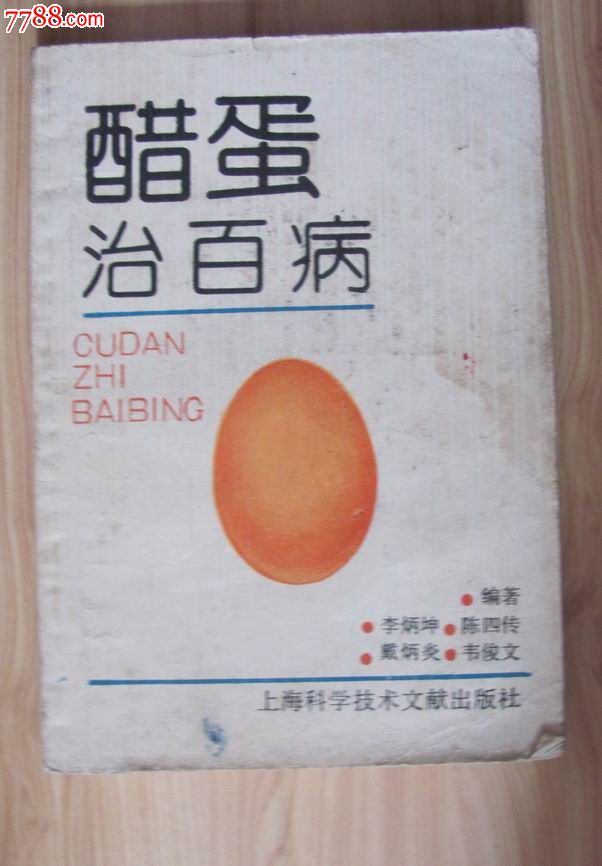 7788.com
醋蛋
治百病
CUDAN
ZHI
BAIBING
编著
李炳坤 陈四传
戴炳炎 韦俊文
上海科学技术文献出版社